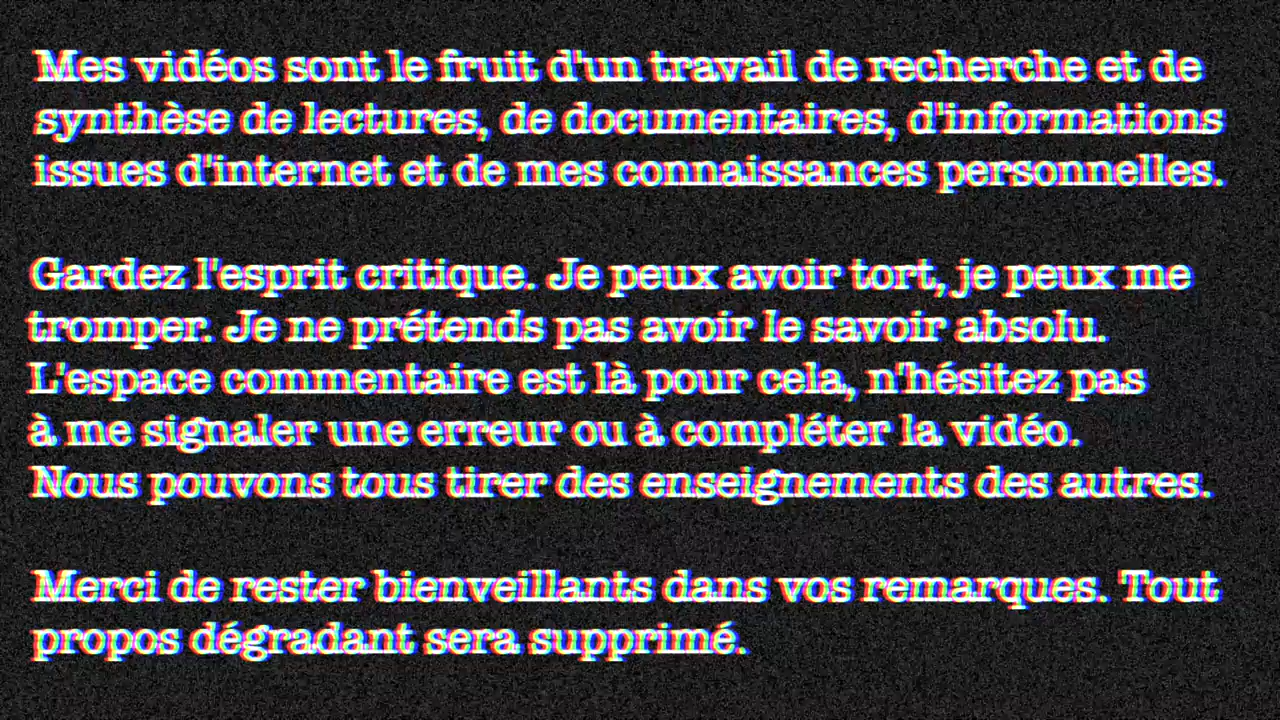 Mes vidéos sont le fruit d'un travail de recherche et de
synthèse de lectures, de documentaires, d'informations
issues d'internet et de mes connaissances personnelles.
Gardez l'esprit critique. Je peux avoir tort, je peux me
tromper. Je ne prétends pas avoir le savoir absolu.
L'espace commentaire est là pour cela, n'hésitez pas
à me signaler une erreur ou à compléter la vidéo.
Nous pouvons tous tirer des enseignements des autres.
Merci de rester bienveillants dans vos remarques. Tout
propos dégradant sera supprimé.